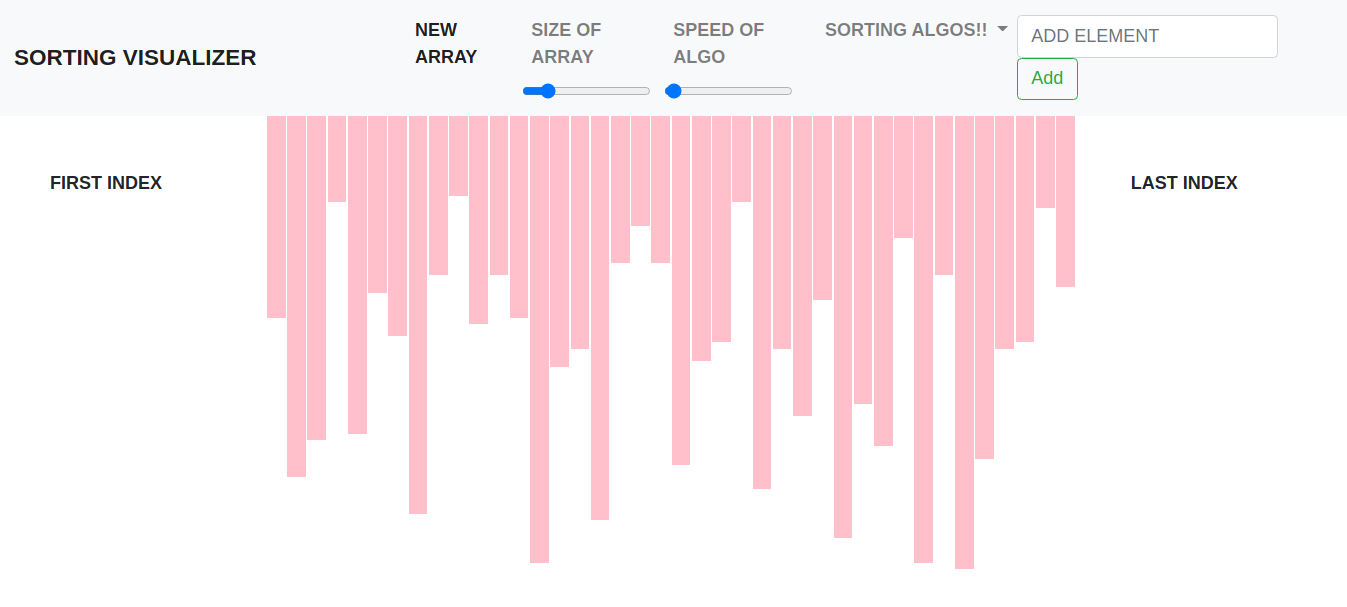 SORTING VISUALIZER
NEW
ARRAY
SIZE OF
ARRAY
SPEED OF
ALGO
SORTING ALGOS!!
ADD ELEMENT
Add
FIRST INDEX
LAST INDEX